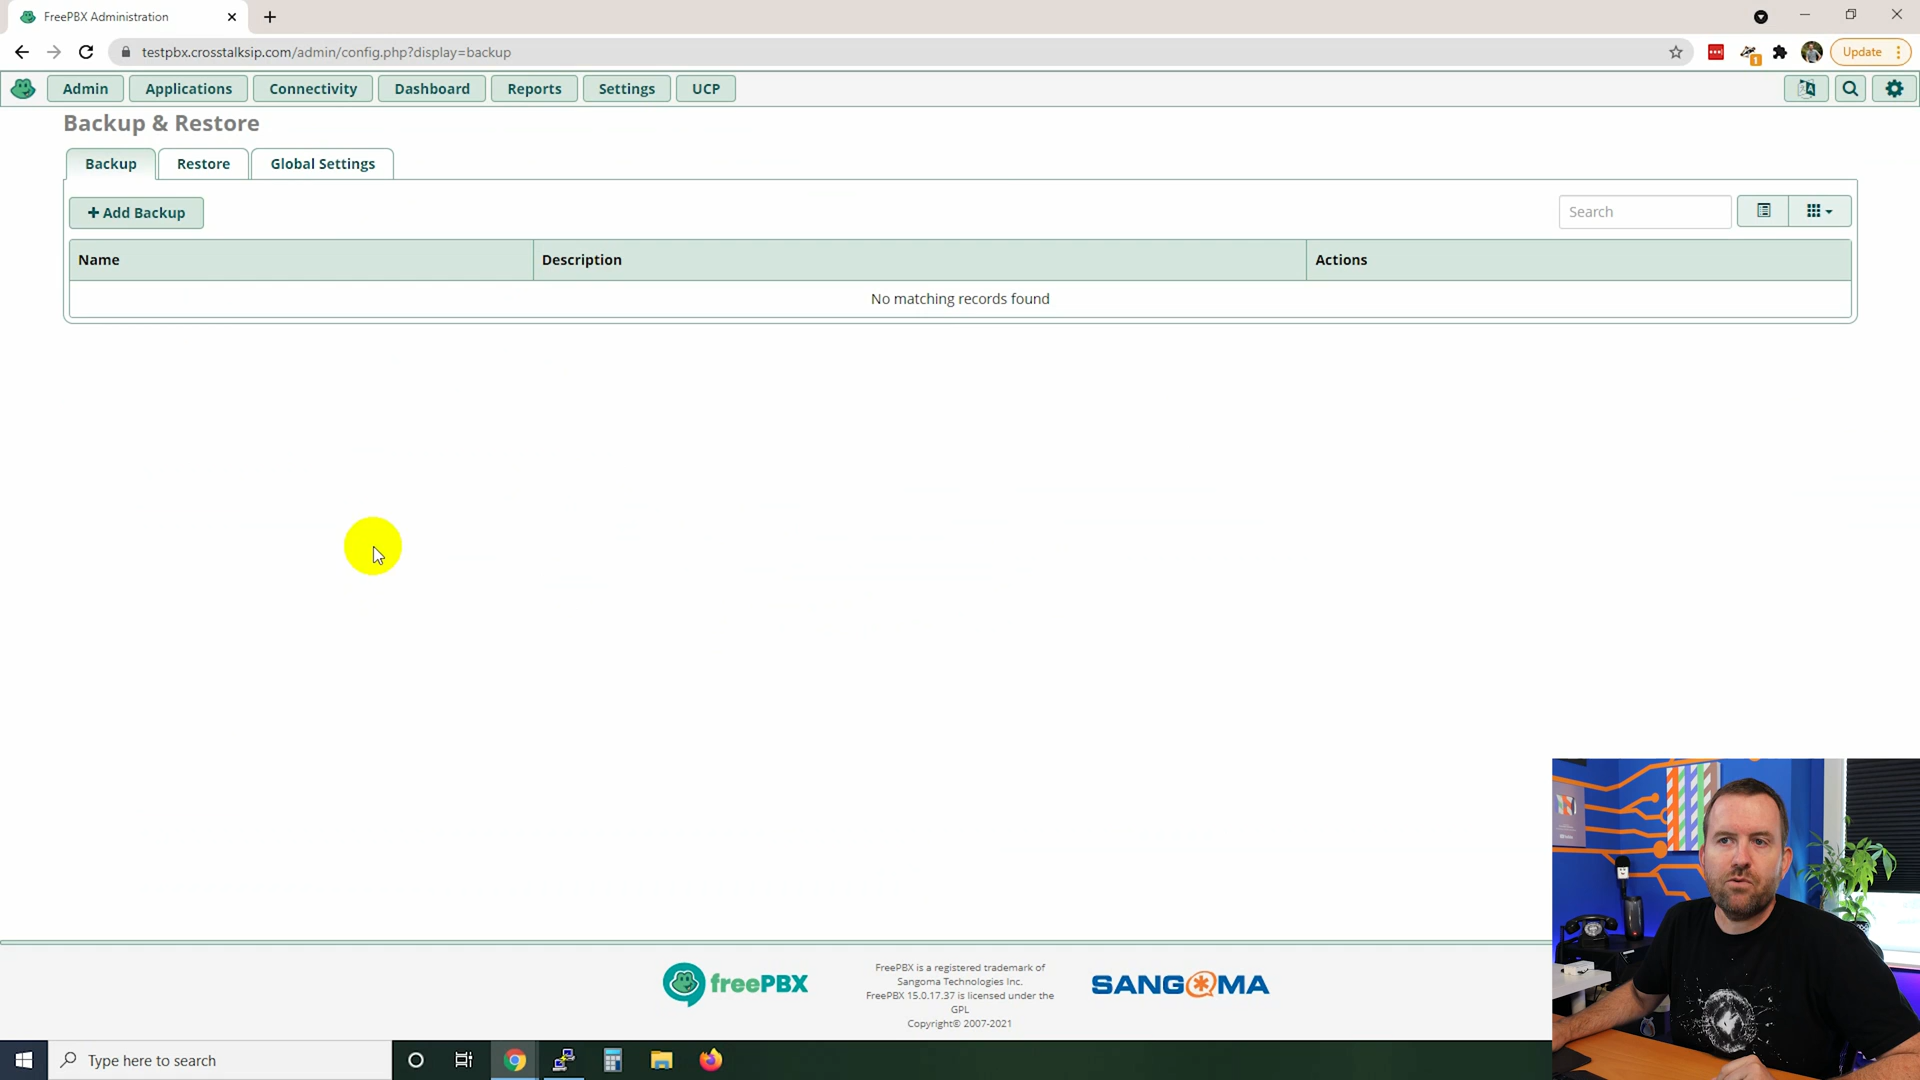 FreePBX Administration
testpbx.crosstalksip.com/admin/config.php?display=backup
Update
1
Admin
Applications
Connectivity
Dashboard
Reports
Settings
UCP
Backup & Restore
Backup
Restore
Global Settings
+ Add Backup
Search
Name
Description
Actions
No matching records found
freePBX
FreePBX is a registered trademark of
Sangoma Technologies Inc.
FreePBX 15.0.17.37 is licensed under the
GPL
Copyright© 2007-2021
SANGOMA
Type here to search